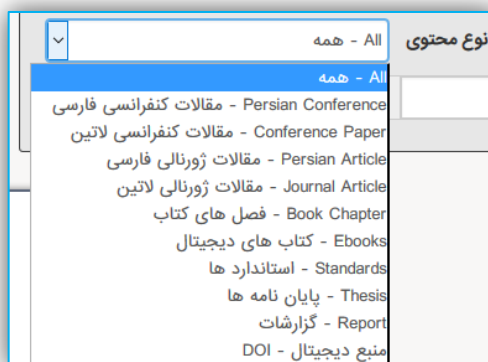 نوع محتوی
All - همه
All - همه
Persian Conference - مقالات کنفرانسی فارسی
Conference Paper - مقالات کنفرانسی لاتین
Persian Article - مقالات ژورنالی فارسی
Journal Article - مقالات ژورنالی لاتین
Book Chapter - فصل های کتاب
Ebooks - کتاب های دیجیتال
Standards - استاندارد ها
Thesis - پایان نامه ها
Report - گزارشات
منبع دیجیتال - DOI